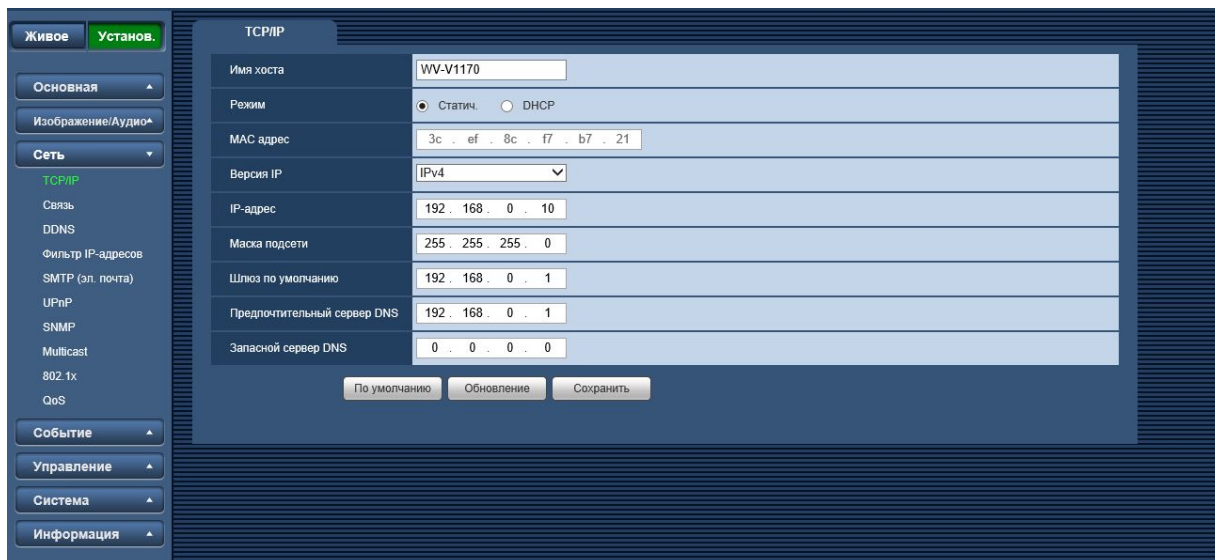 Живое Установ.
Основная
Изображение/Аудио
Сеть
TCP/IP
Связь
DDNS
Фильтр IP-адресов
SMTP (эл. почта)
UPnP
SNMP
Multicast
802.1x
QoS
Событие
Управление
Система
Информация
TCP/IP
Имя хоста WV-V1170
Режим Статич. DHCP
MAC адрес 3c . ef . 8c . f7 . b7 . 21
Версия IP IPv4
IP-адрес 192 . 168 . 0 . 10
Маска подсети 255 . 255 . 255 . 0
Шлюз по умолчанию 192 . 168 . 0 . 1
Предпочтительный сервер DNS 192 . 168 . 0 . 1
Запасной сервер DNS 0 . 0 . 0 . 0
По умолчанию Обновление Сохранить